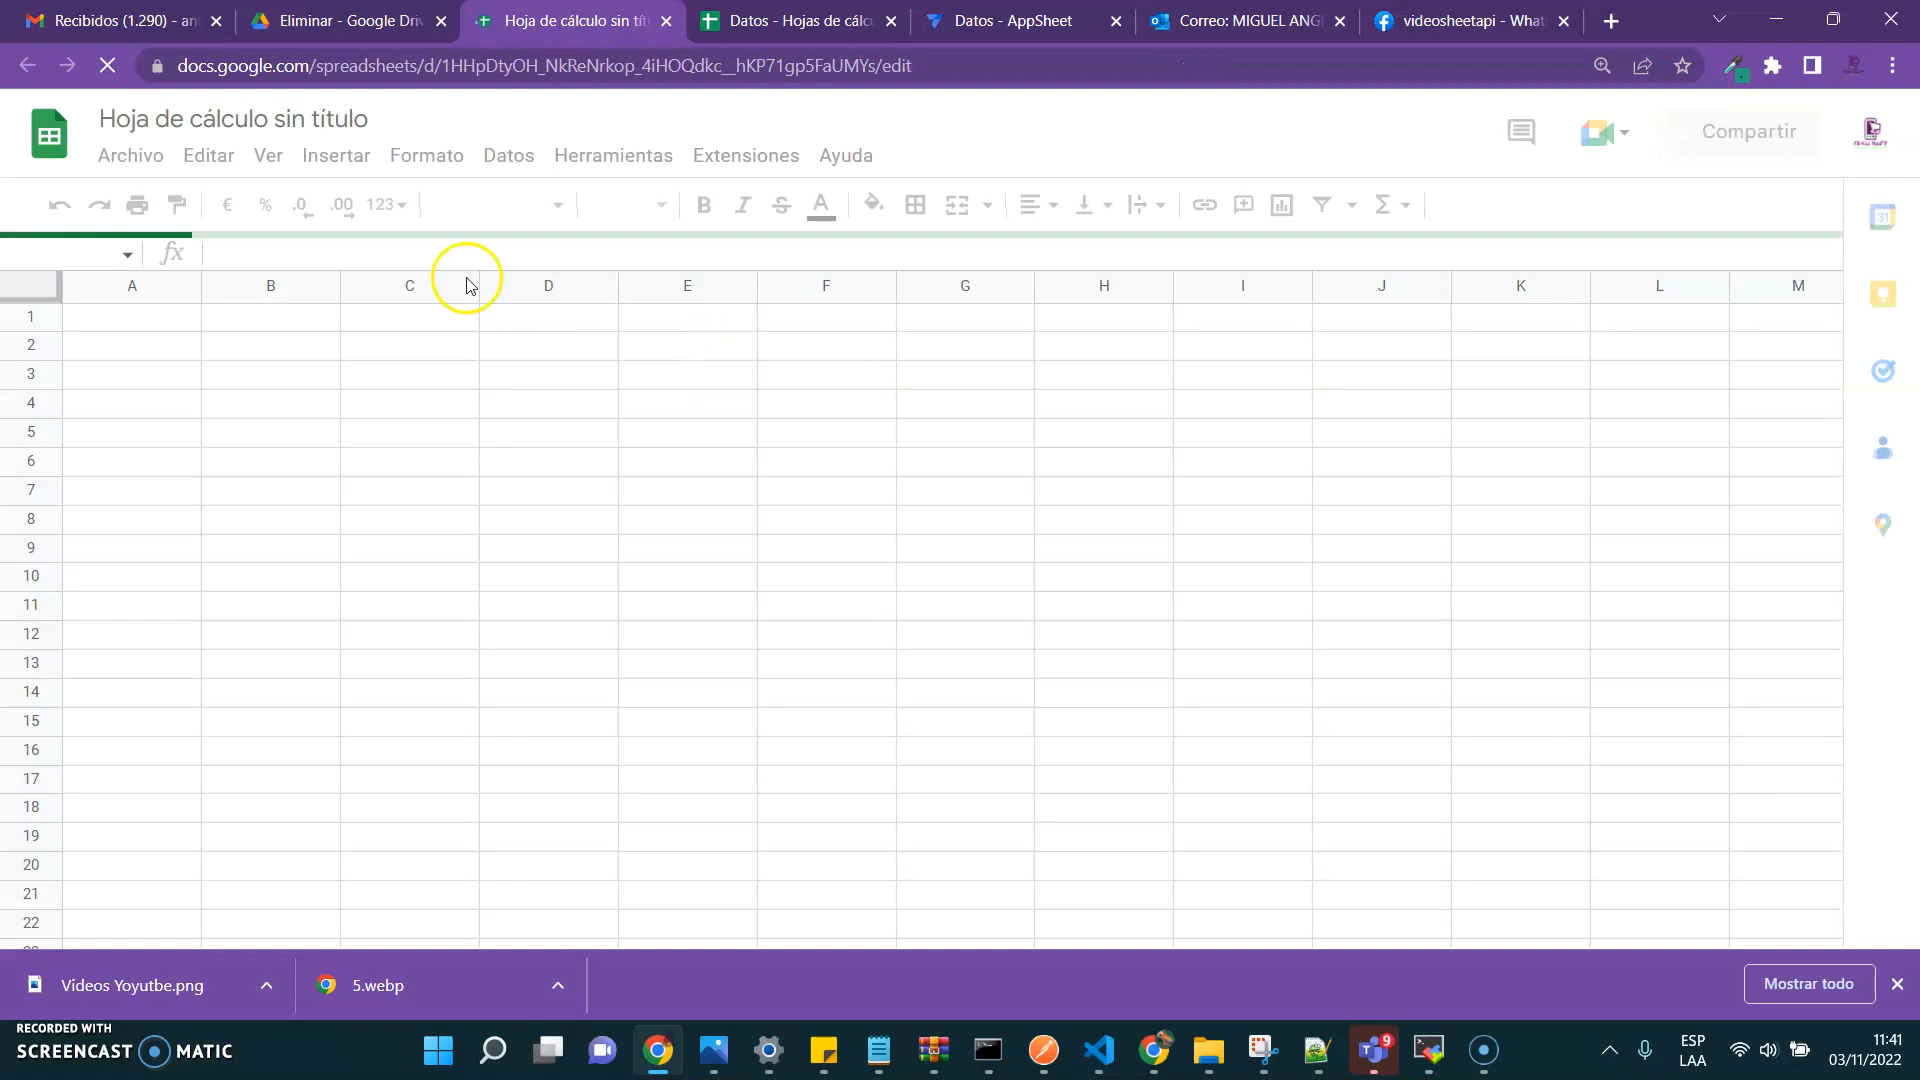 Recibidos (1.290) - an
Eliminar - Google Driv
Hoja de cálculo sin títi
Datos - Hojas de cálcu
Datos - AppSheet
Correo: MIGUEL ANG
videosheetapi - What
docs.google.com/spreadsheets/d/1HHpDtyOH_NkReNrkop_4iHOQdkc__hKP71gp5FaUMYs/edit
Hoja de cálculo sin título
Compartir
Archivo Editar Ver Insertar Formato Datos Herramientas Extensiones Ayuda
€ % .0 .00 123
fx
A B C D E F G H I J K L M
1
2
3
4
5
6
7
8
9
10
11
12
13
14
15
16
17
18
19
20
21
22
Videos Yoyutbe.png
5.webp
Mostrar todo
RECORDED WITH
SCREENCAST MATIC
9
ESP
LAA
11:41
03/11/2022